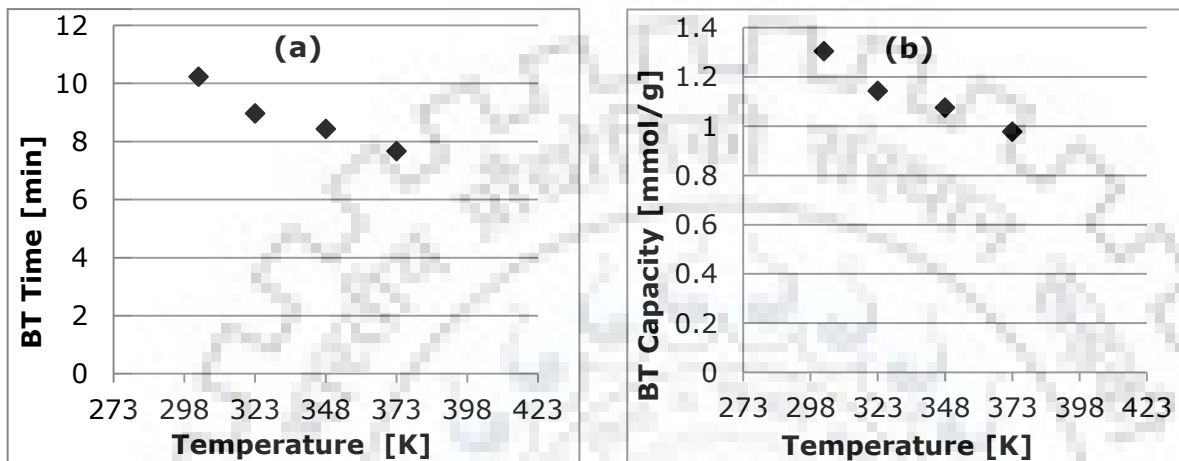 (a)
BT Time [min]
12
10
8
6
4
2
0
273 298 323 348 373 398 423
Temperature [K]
(b)
BT Capacity [mmol/g]
1.4
1.2
1
0.8
0.6
0.4
0.2
0
273 298 323 348 373 398 423
Temperature [K]